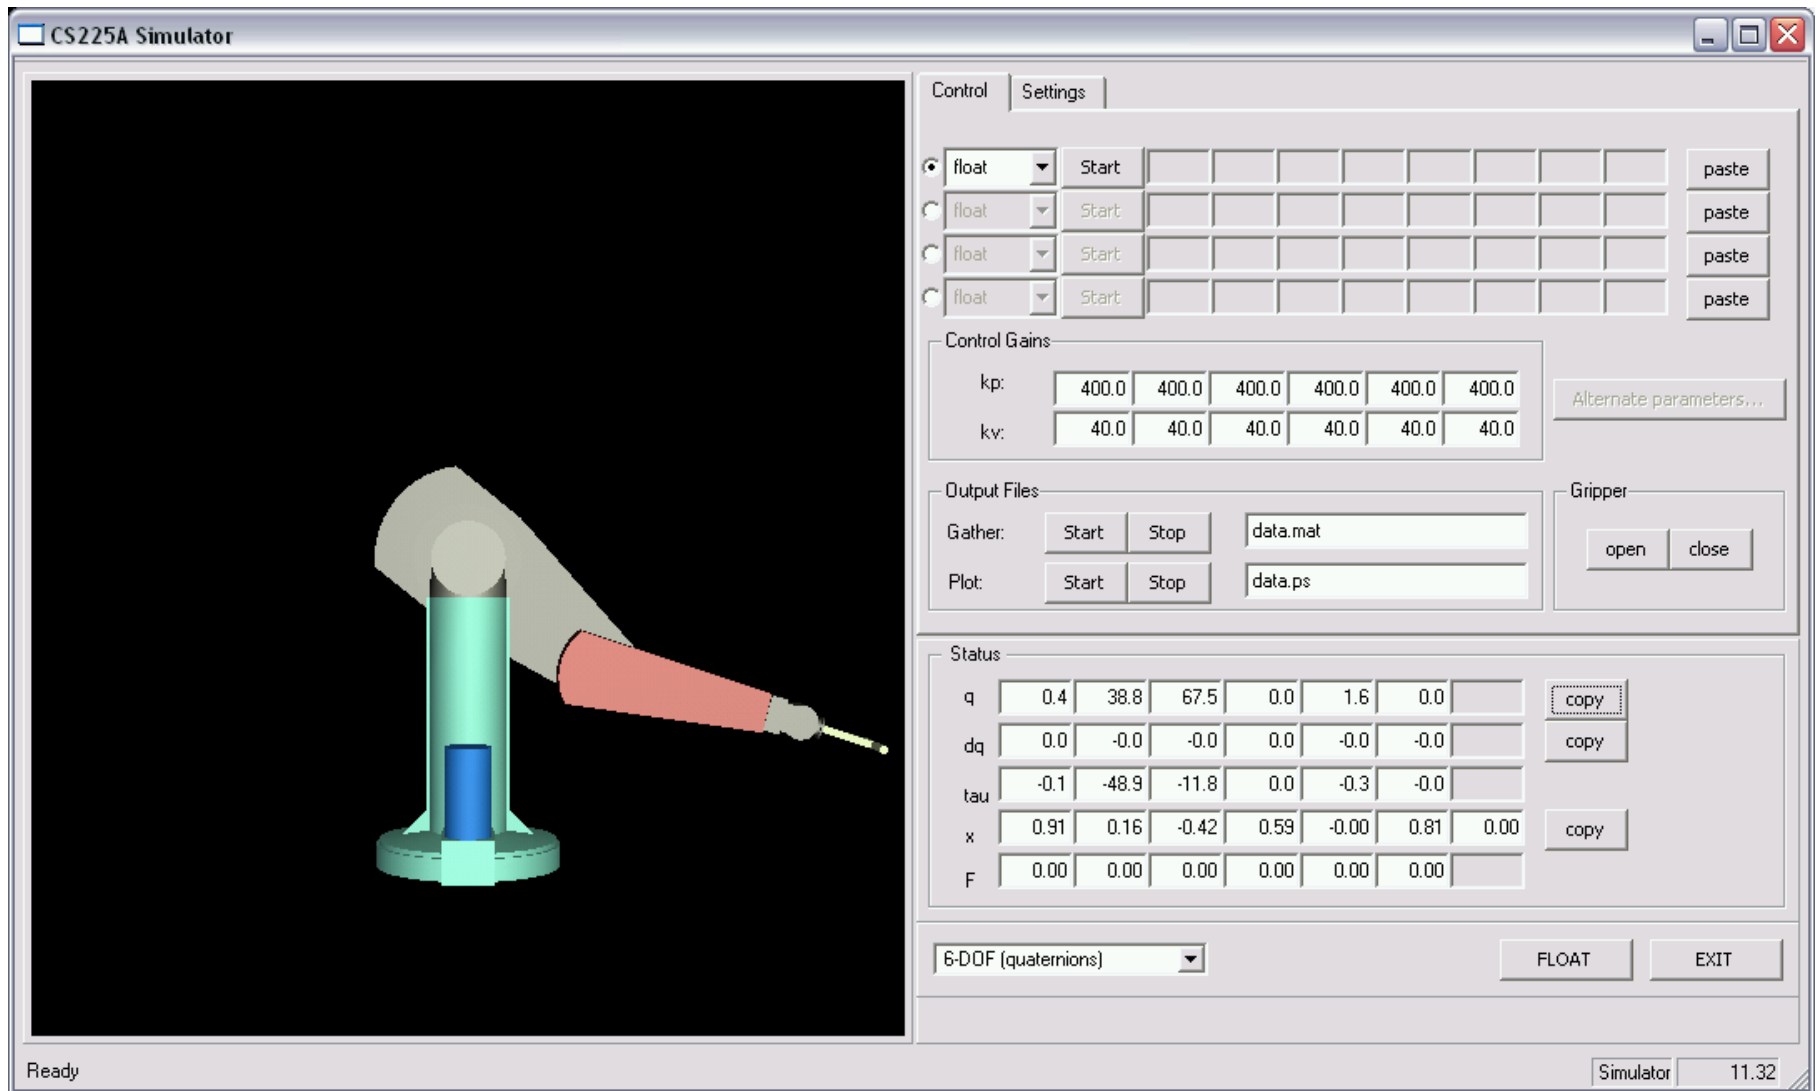 CS225A Simulator
Control Settings
float Start paste
float Start paste
float Start paste
float Start paste
Control Gains
kp: 400.0 400.0 400.0 400.0 400.0 400.0
Alternate parameters...
kv: 40.0 40.0 40.0 40.0 40.0 40.0
Output Files
Gripper
Gather: Start Stop data.mat
open close
Plot: Start Stop data.ps
Status
q 0.4 38.8 67.5 0.0 1.6 0.0 copy
dq 0.0 -0.0 -0.0 0.0 -0.0 -0.0 copy
tau -0.1 -48.9 -11.8 0.0 -0.3 -0.0
x 0.91 0.16 -0.42 0.59 -0.00 0.81 0.00 copy
F 0.00 0.00 0.00 0.00 0.00 0.00
6-DOF (quaternions) FLOAT EXIT
Ready Simulator 11.32